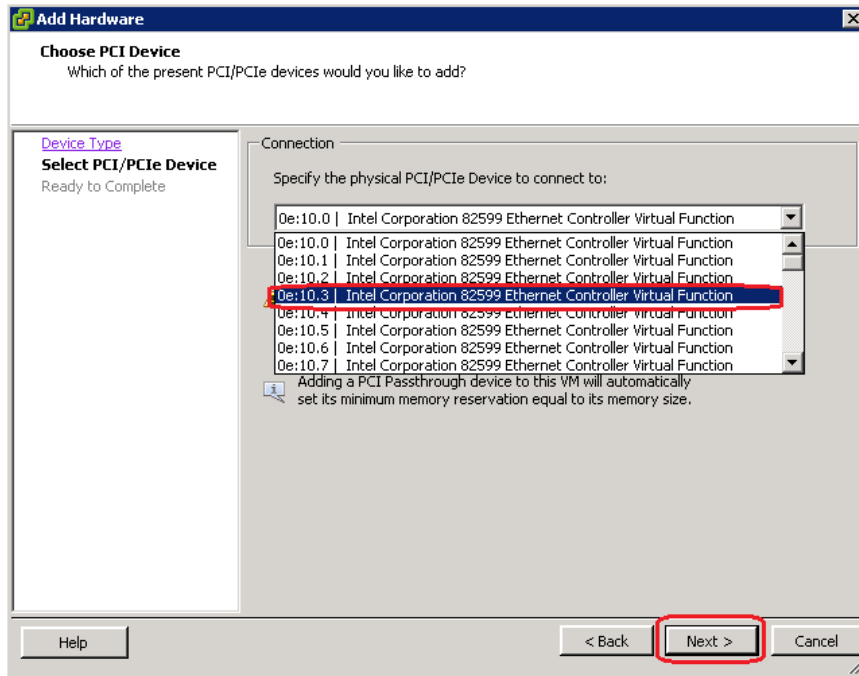 Add Hardware
Choose PCI Device
Which of the present PCI/PCIe devices would you like to add?
Device Type
Select PCI/PCIe Device
Ready to Complete
Connection
Specify the physical PCI/PCIe Device to connect to:
0e:10.0 | Intel Corporation 82599 Ethernet Controller Virtual Function
0e:10.0 | Intel Corporation 82599 Ethernet Controller Virtual Function
0e:10.1 | Intel Corporation 82599 Ethernet Controller Virtual Function
0e:10.2 | Intel Corporation 82599 Ethernet Controller Virtual Function
0e:10.3 | Intel Corporation 82599 Ethernet Controller Virtual Function
0e:10.4 | Intel Corporation 82599 Ethernet Controller Virtual Function
0e:10.5 | Intel Corporation 82599 Ethernet Controller Virtual Function
0e:10.6 | Intel Corporation 82599 Ethernet Controller Virtual Function
0e:10.7 | Intel Corporation 82599 Ethernet Controller Virtual Function
Adding a PCI Passthrough device to this VM will automatically
set its minimum memory reservation equal to its memory size.
Help
< Back
Next >
Cancel